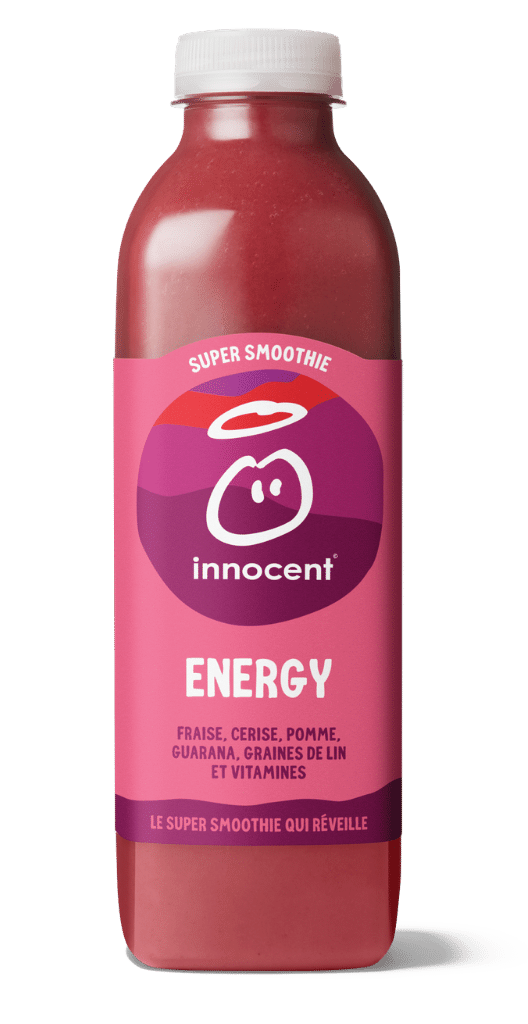 SUPER SMOOTHIE
innocent©
ENERGY
FRAISE, CERISE, POMME,
GUARANA, GRAINES DE LIN
ET VITAMINES
LE SUPER SMOOTHIE QUI RÉVEILLE